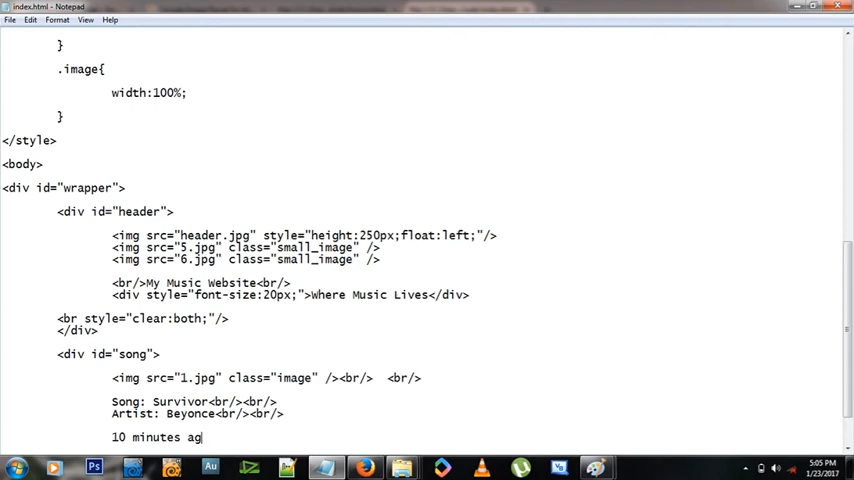 index.html - Notepad
File Edit Format View Help
}
.image{
width:100%;
}
</style>
<body>
<div id="wrapper">
<div id="header">
<img src="header.jpg" style="height:250px;float:left;"/>
<img src="5.jpg" class="small_image" />
<img src="6.jpg" class="small_image" />
<br/>My Music Website<br/>
<div style="font-size:20px;">Where Music Lives</div>
<br style="clear:both;"/>
</div>
<div id="song">
<img src="1.jpg" class="image" /><br/> <br/>
Song: Survivor<br/><br/>
Artist: Beyonce<br/><br/>
10 minutes ag
Ps Au
5:05 PM
1/23/2017